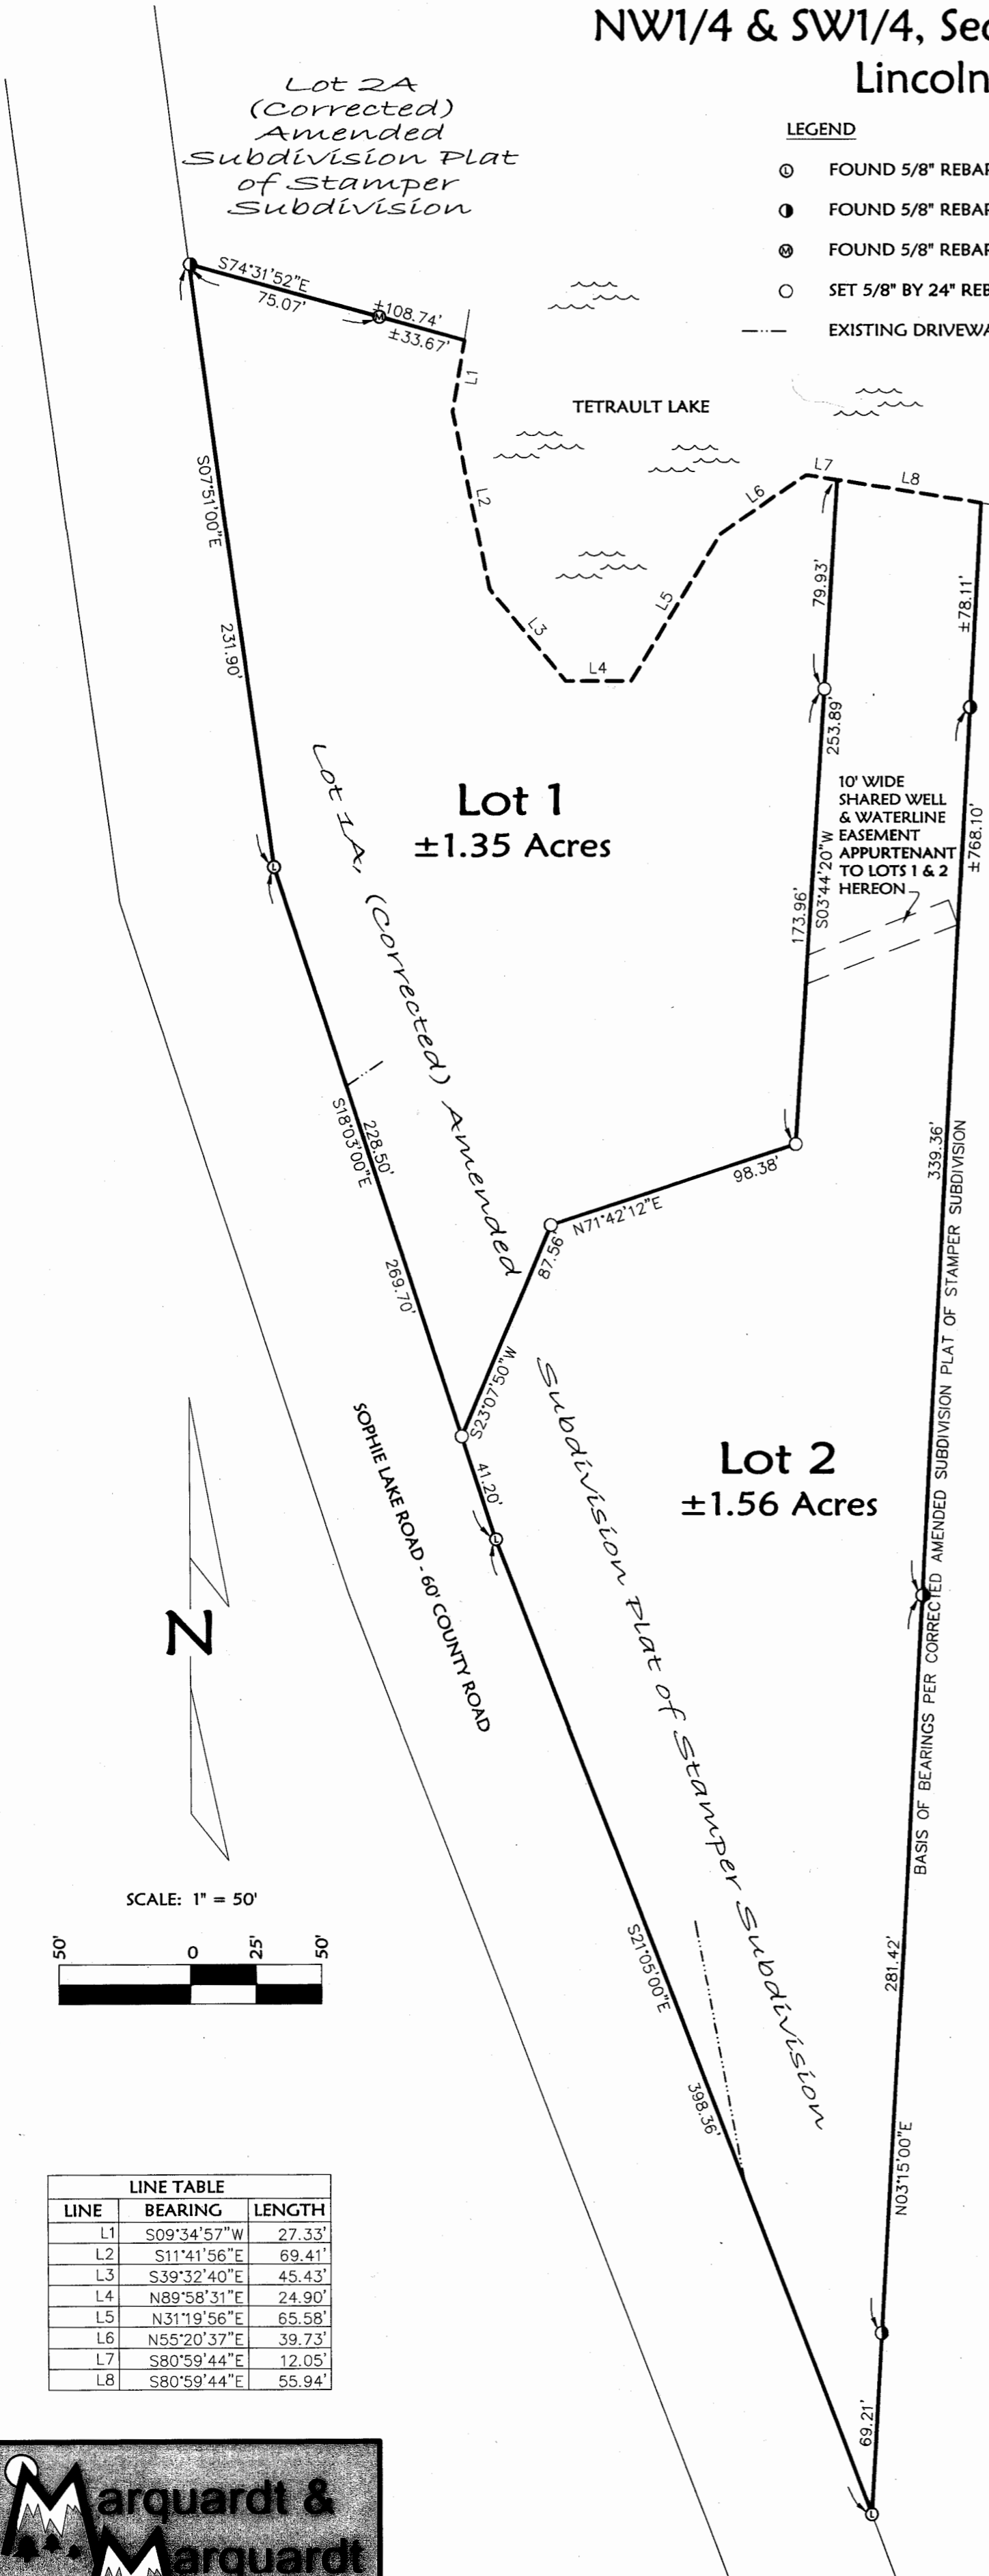 NW1/4 & SW1/4, Sec
Lincoln
Lot 2A
(Corrected)
Amended
Subdivision Plat
of Stamper
Subdivision
LEGEND
L FOUND 5/8" REBAR
FOUND 5/8" REBAR
M FOUND 5/8" REBAR
SET 5/8" BY 24" REB
EXISTING DRIVEWA
S74°31'52"E
75.07'
±108.74'
±33.67'
M
L1
TETRAULT LAKE
L2
L3
L4
L5
L6
L7
L8
S07°51'00"E
231.90'
79.93'
±78.11'
253.89'
S03°44'20"W
173.96'
10' WIDE
SHARED WELL
& WATERLINE
EASEMENT
APPURTENANT
TO LOTS 1 & 2
HEREON
±768.10'
Lot 1
±1.35 Acres
L
Lot 1A, (Corrected) Amended
Subdivision Plat of Stamper Subdivision
S18°03'00"E
228.50'
269.70'
98.38'
N71°42'12"E
87.56'
S23°07'50"W
41.20'
L
339.36'
BASIS OF BEARINGS PER CORRECTED AMENDED SUBDIVISION PLAT OF STAMPER SUBDIVISION
SOPHIE LAKE ROAD - 60' COUNTY ROAD
Lot 2
±1.56 Acres
N
SCALE: 1" = 50'
50' 0 25' 50'
S21°05'00"E
398.36'
281.42'
N03°15'00"E
69.21'
L
LINE TABLE
LINE BEARING LENGTH
L1 S09°34'57"W 27.33'
L2 S11°41'56"E 69.41'
L3 S39°32'40"E 45.43'
L4 N89°58'31"E 24.90'
L5 N31°19'56"E 65.58'
L6 N55°20'37"E 39.73'
L7 S80°59'44"E 12.05'
L8 S80°59'44"E 55.94'
Marquardt &
Marquardt